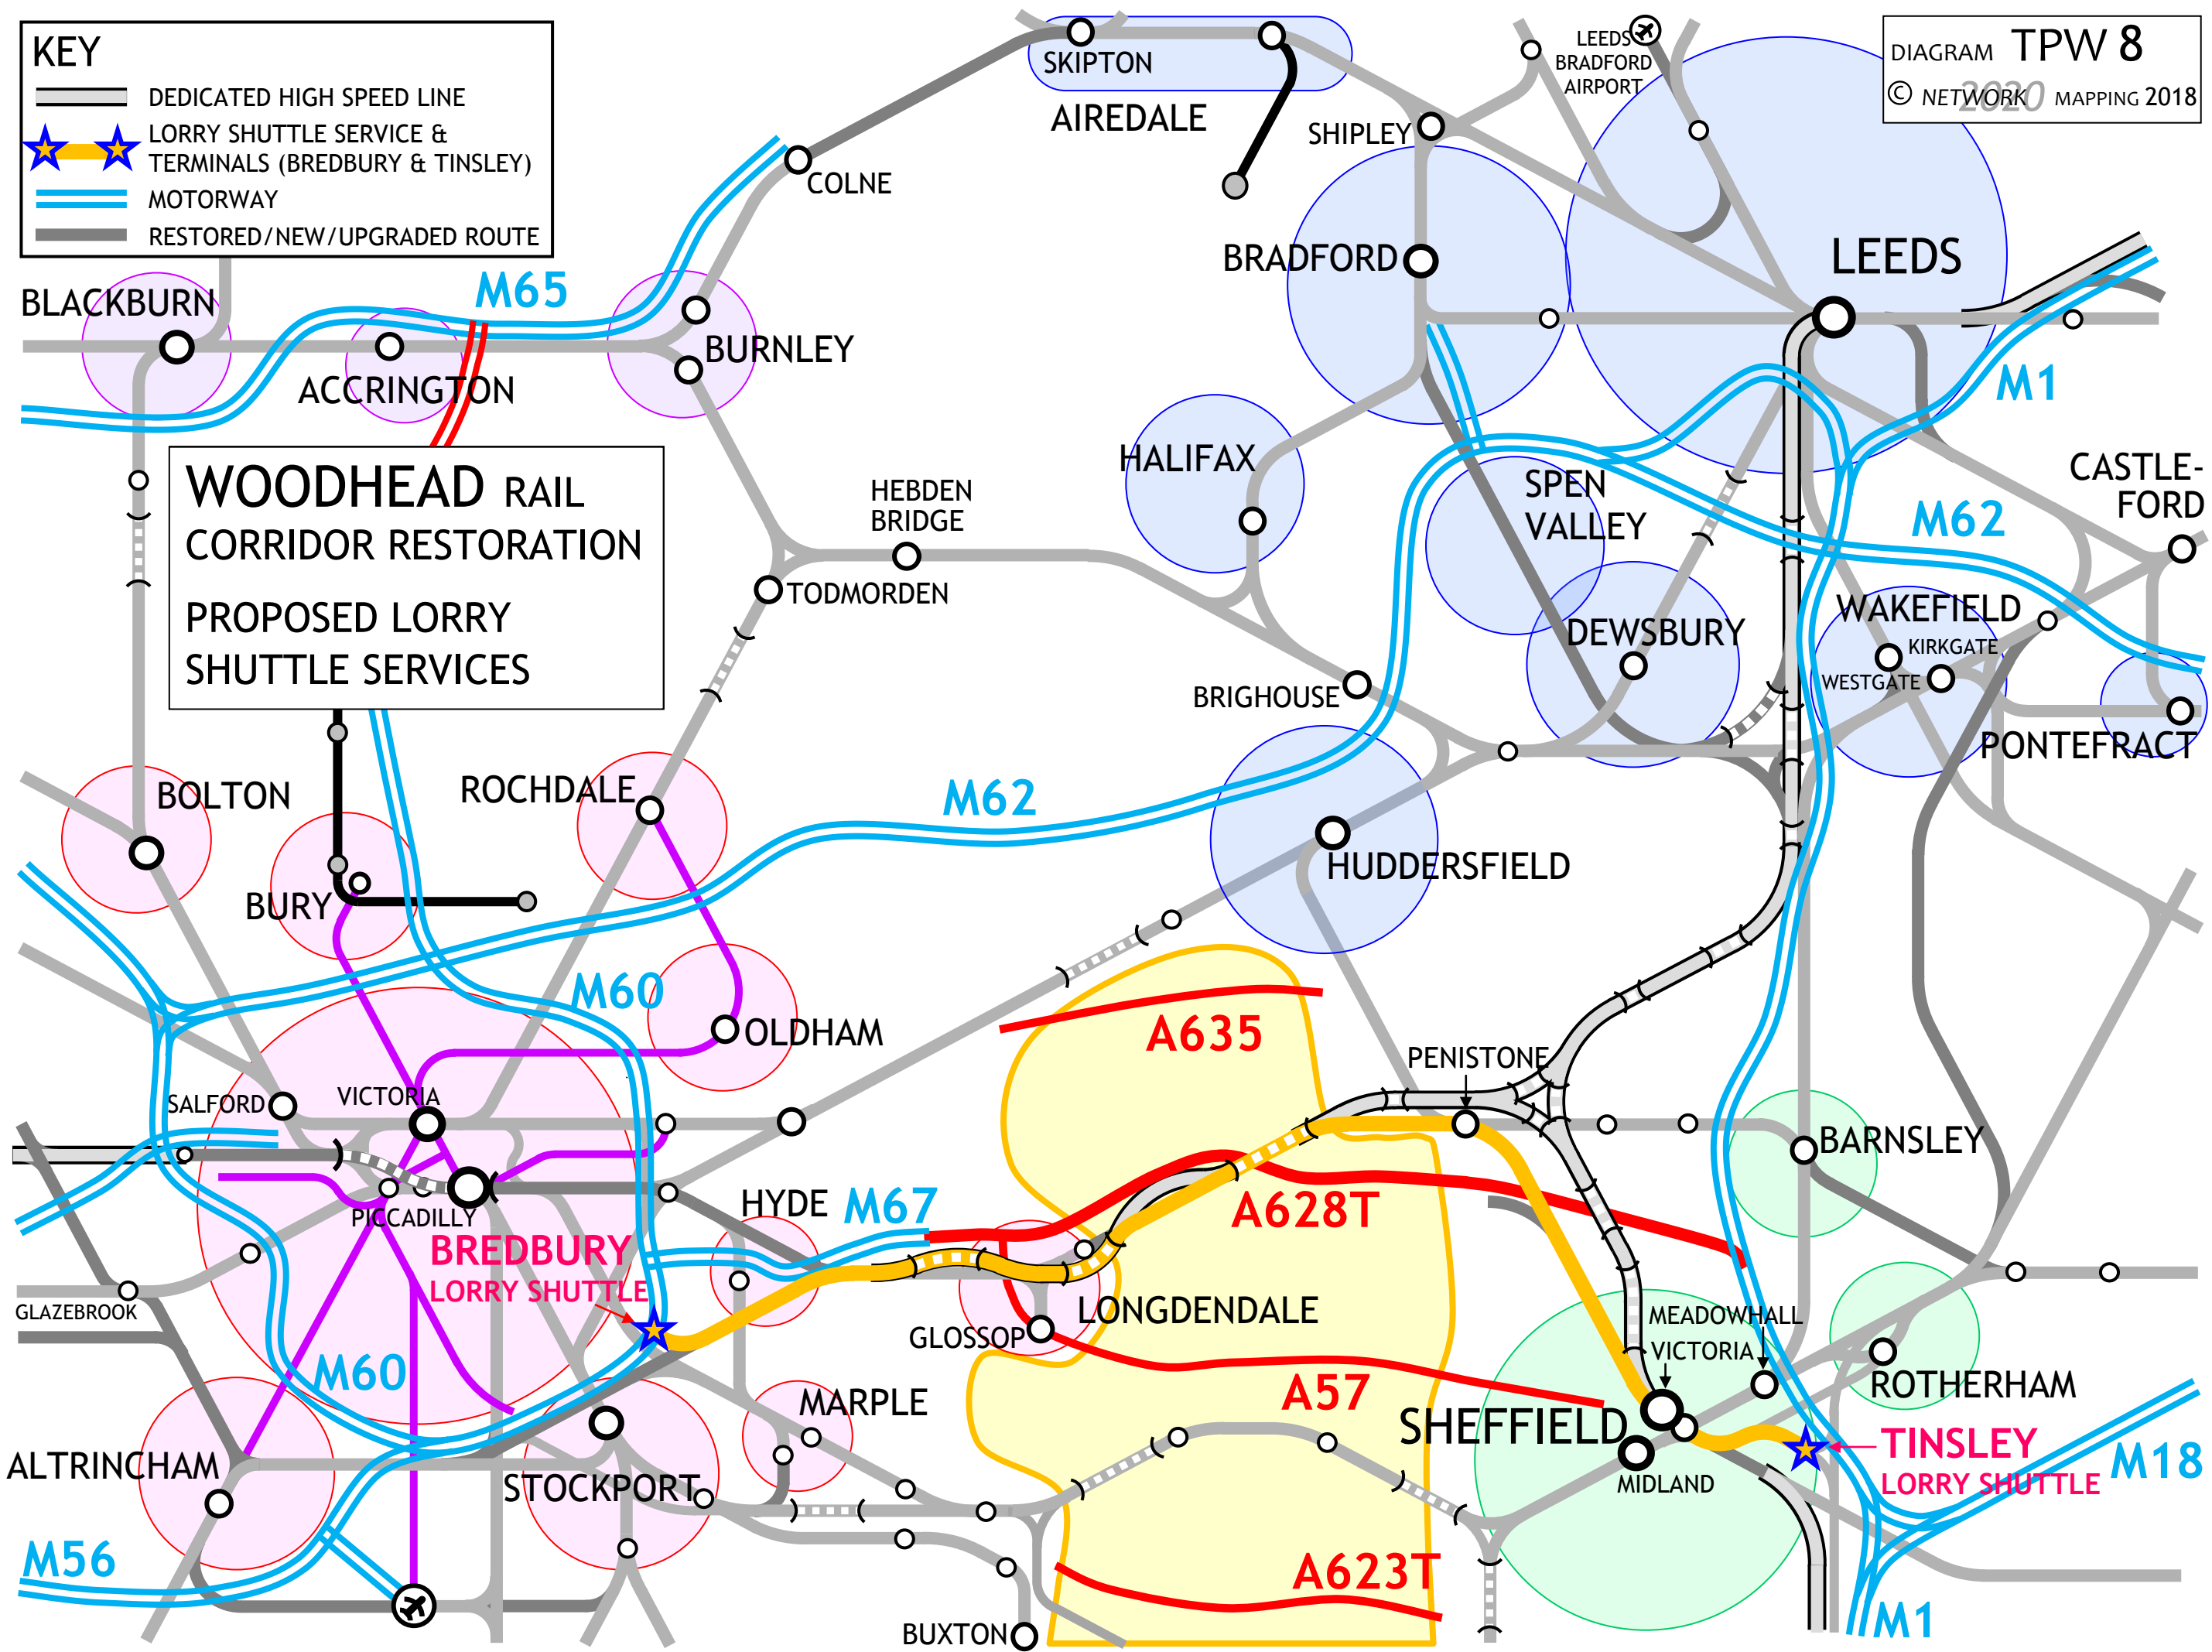 KEY
DEDICATED HIGH SPEED LINE
LORRY SHUTTLE SERVICE &
TERMINALS (BREDBURY & TINSLEY)
MOTORWAY
RESTORED/NEW/UPGRADED ROUTE
DIAGRAM TPW 8
© NETWORK 2020 MAPPING 2018
SKIPTON
AIREDALE
LEEDS
BRADFORD
AIRPORT
SHIPLEY
COLNE
BRADFORD
LEEDS
M65
BLACKBURN
BURNLEY
ACCRINGTON
M1
HALIFAX
SPEN
VALLEY
CASTLE-
FORD
M62
WOODHEAD RAIL
CORRIDOR RESTORATION
PROPOSED LORRY
SHUTTLE SERVICES
HEBDEN
BRIDGE
TODMORDEN
DEWSBURY
WAKEFIELD
KIRKGATE
WESTGATE
BRIGHOUSE
PONTEFRACT
BOLTON
ROCHDALE
M62
HUDDERSFIELD
BURY
M60
OLDHAM
A635
PENISTONE
SALFORD
VICTORIA
BARNSLEY
PICCADILLY
HYDE
M67
A628T
BREDBURY
LORRY SHUTTLE
GLAZEBROOK
GLOSSOP
LONGDENDALE
MEADOWHALL
VICTORIA
M60
A57
ROTHERHAM
MARPLE
SHEFFIELD
MIDLAND
TINSLEY
LORRY SHUTTLE
M18
ALTRINCHAM
STOCKPORT
M56
A623T
BUXTON
M1